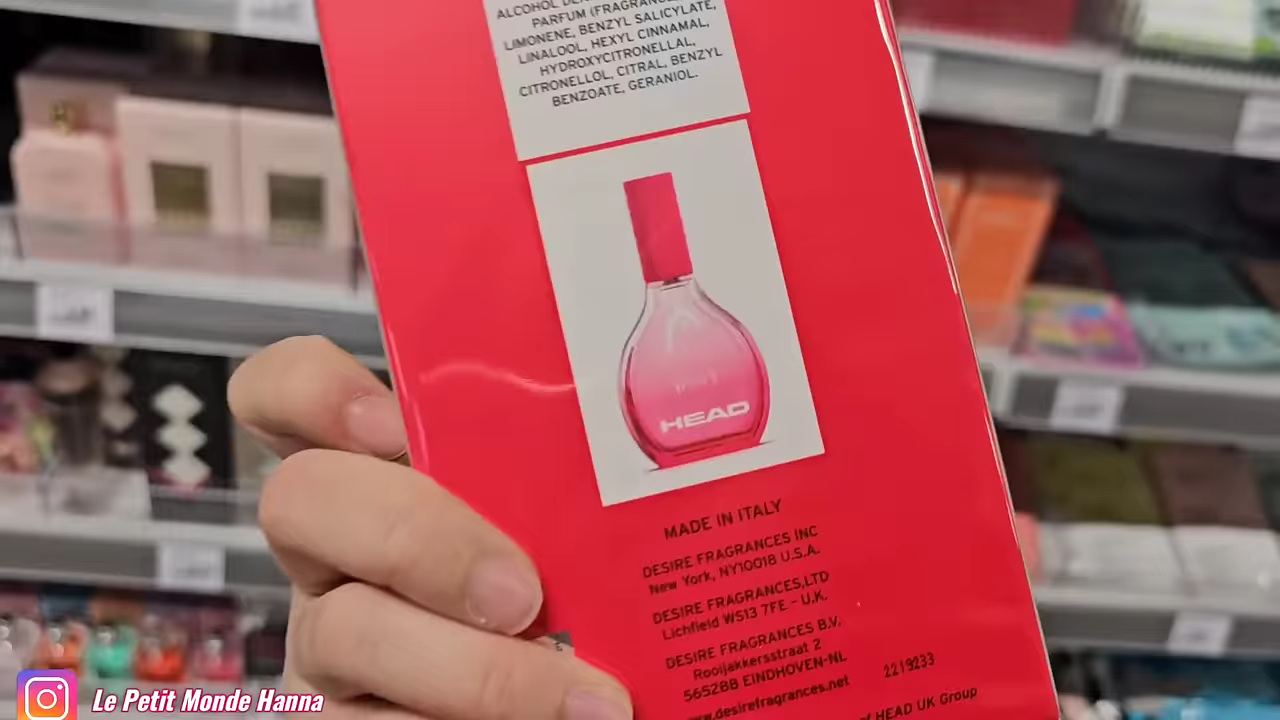 PARFUM (FRAGRANCE),
LIMONENE, BENZYL SALICYLATE,
LINALOOL, HEXYL CINNAMAL,
HYDROXYCITRONELLAL,
CITRONELLOL, CITRAL, BENZYL
BENZOATE, GERANIOL.
HEAD
MADE IN ITALY
DESIRE FRAGRANCES INC
New York, NY10018 U.S.A.
DESIRE FRAGRANCES,LTD
Lichfield WS13 7FE - U.K.
DESIRE FRAGRANCES B.V.
Rooijakkersstraat 2
5652BB EINDHOVEN-NL
www.desirefragrances.net
2219233
of HEAD UK Group
Le Petit Monde Hanna